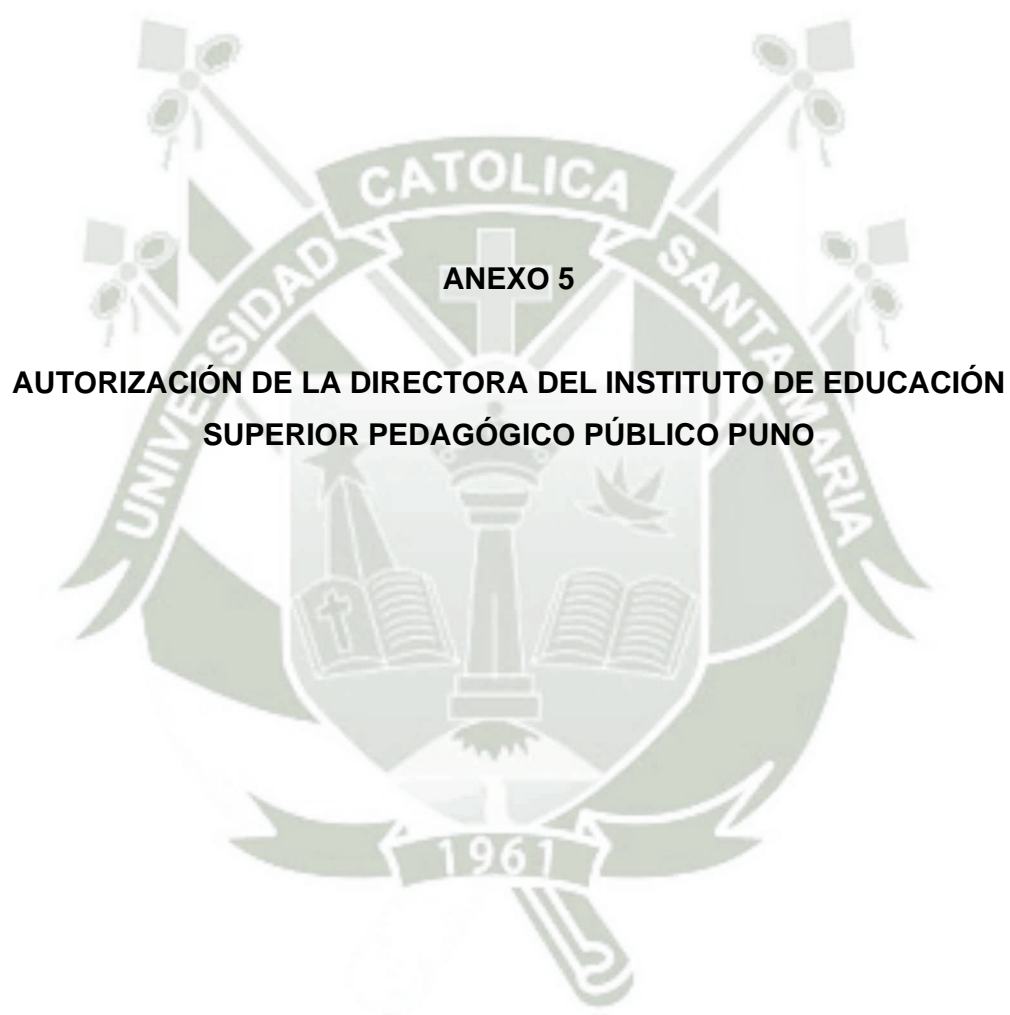 CATOLICA
UNIVERSIDAD
SANTA MARIA
ANEXO 5
AUTORIZACIÓN DE LA DIRECTORA DEL INSTITUTO DE EDUCACIÓN
SUPERIOR PEDAGÓGICO PÚBLICO PUNO
1961